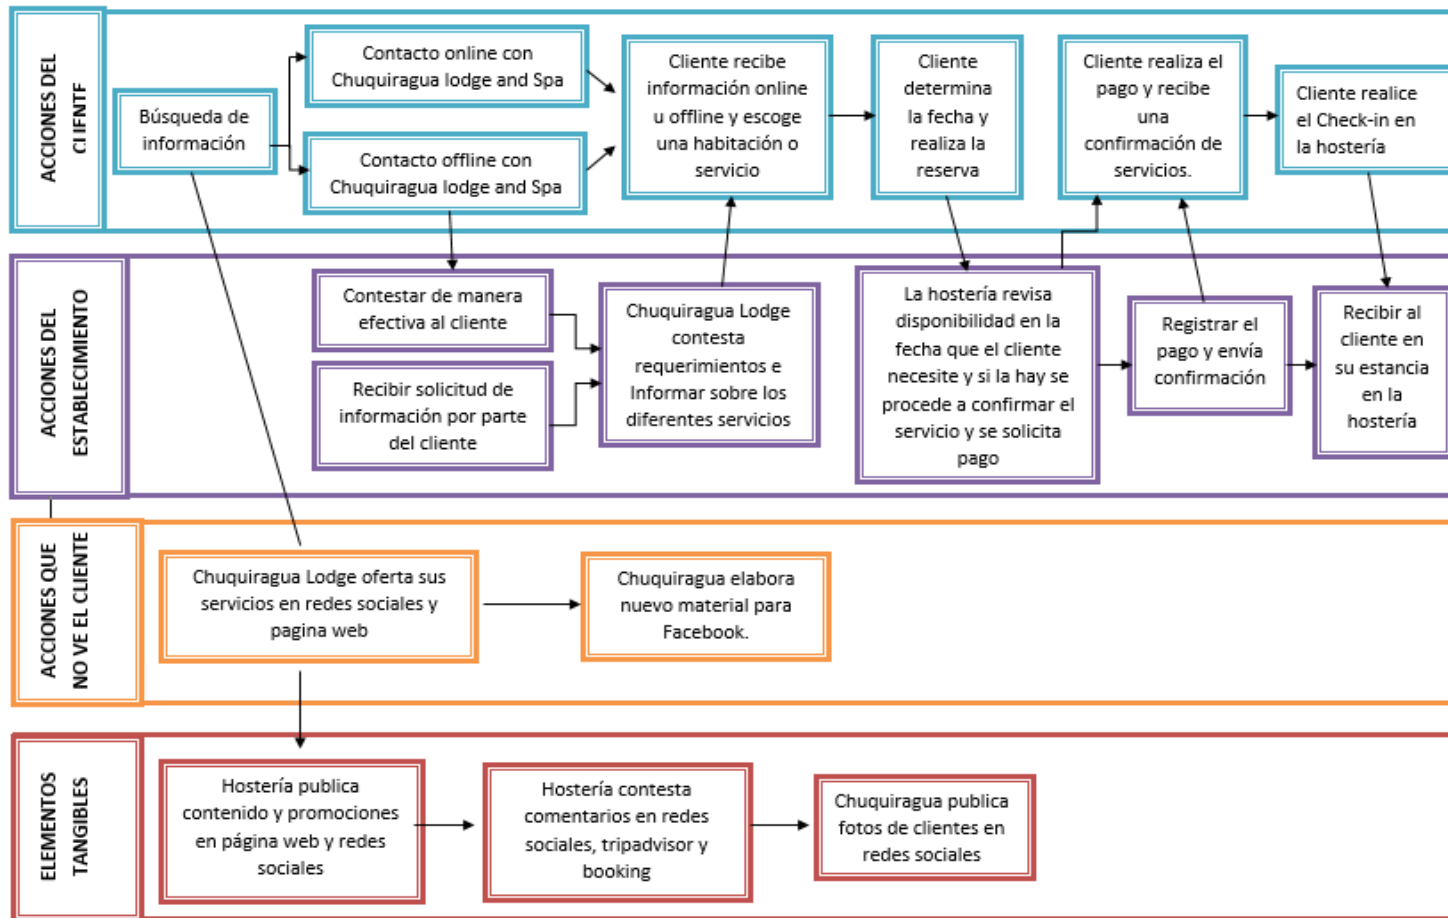 ACCIONES DEL
CLIENTE
Búsqueda de
información
Contacto online con
Chuquiragua lodge and Spa
Contacto offline con
Chuquiragua lodge and Spa
Cliente recibe
información online
u offline y escoge
una habitación o
servicio
Cliente
determina
la fecha y
realiza la
reserva
Cliente realiza el
pago y recibe
una
confirmación de
servicios.
Cliente realice
el Check-in en
la hostería
ACCIONES DEL
ESTABLECIMIENTO
Contestar de manera
efectiva al cliente
Recibir solicitud de
información por parte
del cliente
Chuquiragua Lodge
contesta
requerimientos e
Informar sobre los
diferentes servicios
La hostería revisa
disponibilidad en la
fecha que el cliente
necesite y si la hay se
procede a confirmar el
servicio y se solicita
pago
Registrar el
pago y envía
confirmación
Recibir al
cliente en
su estancia
en la
hostería
ACCIONES QUE
NO VE EL CLIENTE
Chuquiragua Lodge oferta sus
servicios en redes sociales y
pagina web
Chuquiragua elabora
nuevo material para
Facebook.
ELEMENTOS
TANGIBLES
Hostería publica
contenido y promociones
en página web y redes
sociales
Hostería contesta
comentarios en redes
sociales, tripadvisor y
booking
Chuquiragua publica
fotos de clientes en
redes sociales